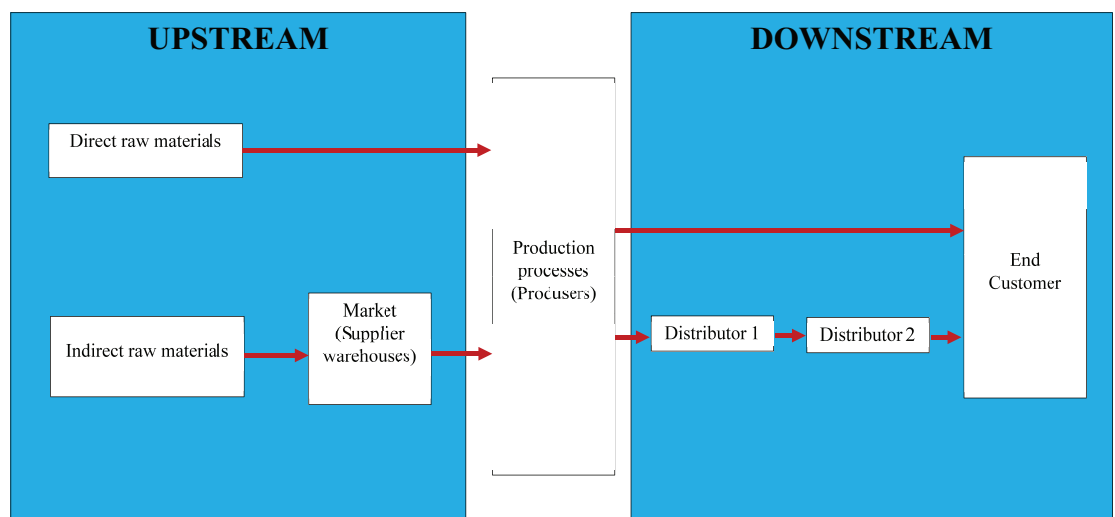 UPSTREAM
DOWNSTREAM
Direct raw materials
Indirect raw materials
Market
(Supplier
warehouses)
Production
processes
(Produsers)
Distributor 1
Distributor 2
End
Customer